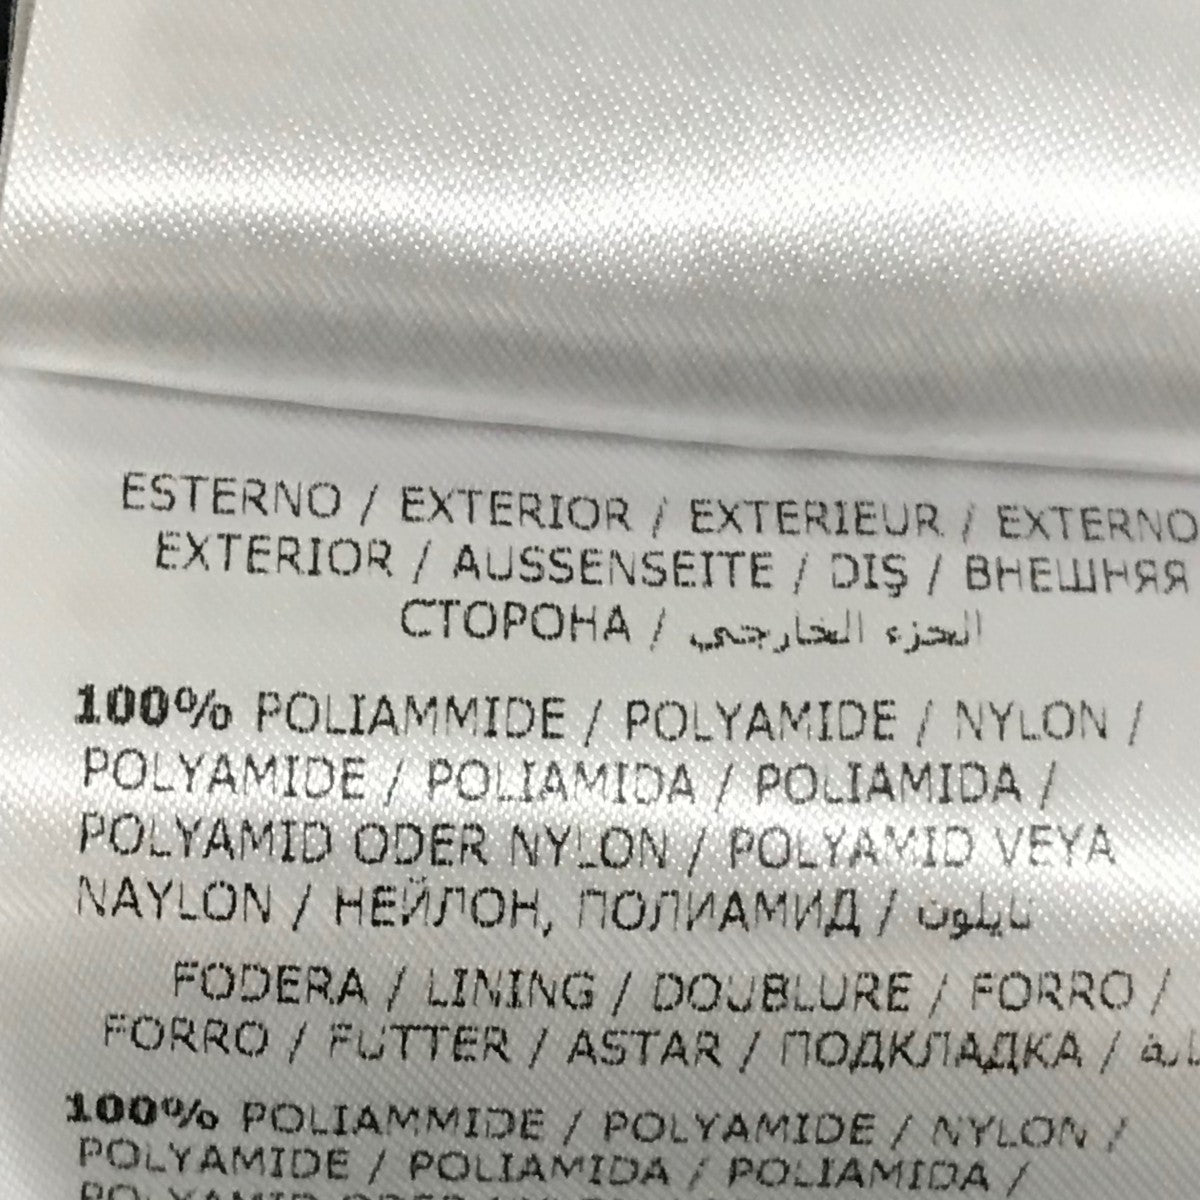 ESTERNO / EXTERIOR / EXTERIEUR / EXTERNO
EXTERIOR / AUSSENSEITE / DIŞ / ВНЕШНЯЯ
СТОРОНА / الجزء الخارجي
100% POLIAMMIDE / POLYAMIDE / NYLON /
POLYAMIDE / POLIAMIDA / POLIAMIDA /
POLYAMID ODER NYLON / POLYAMID VEYA
NAYLON / НЕЙЛОН, ПОЛИАМИД / نايلون
FODERA / LINING / DOUBLURE / FORRO /
FORRO / FUTTER / ASTAR / ПОДКЛАДКА /
100% POLIAMMIDE / POLYAMIDE / NYLON /
POLYAMIDE / POLIAMIDA / POLIAMIDA /